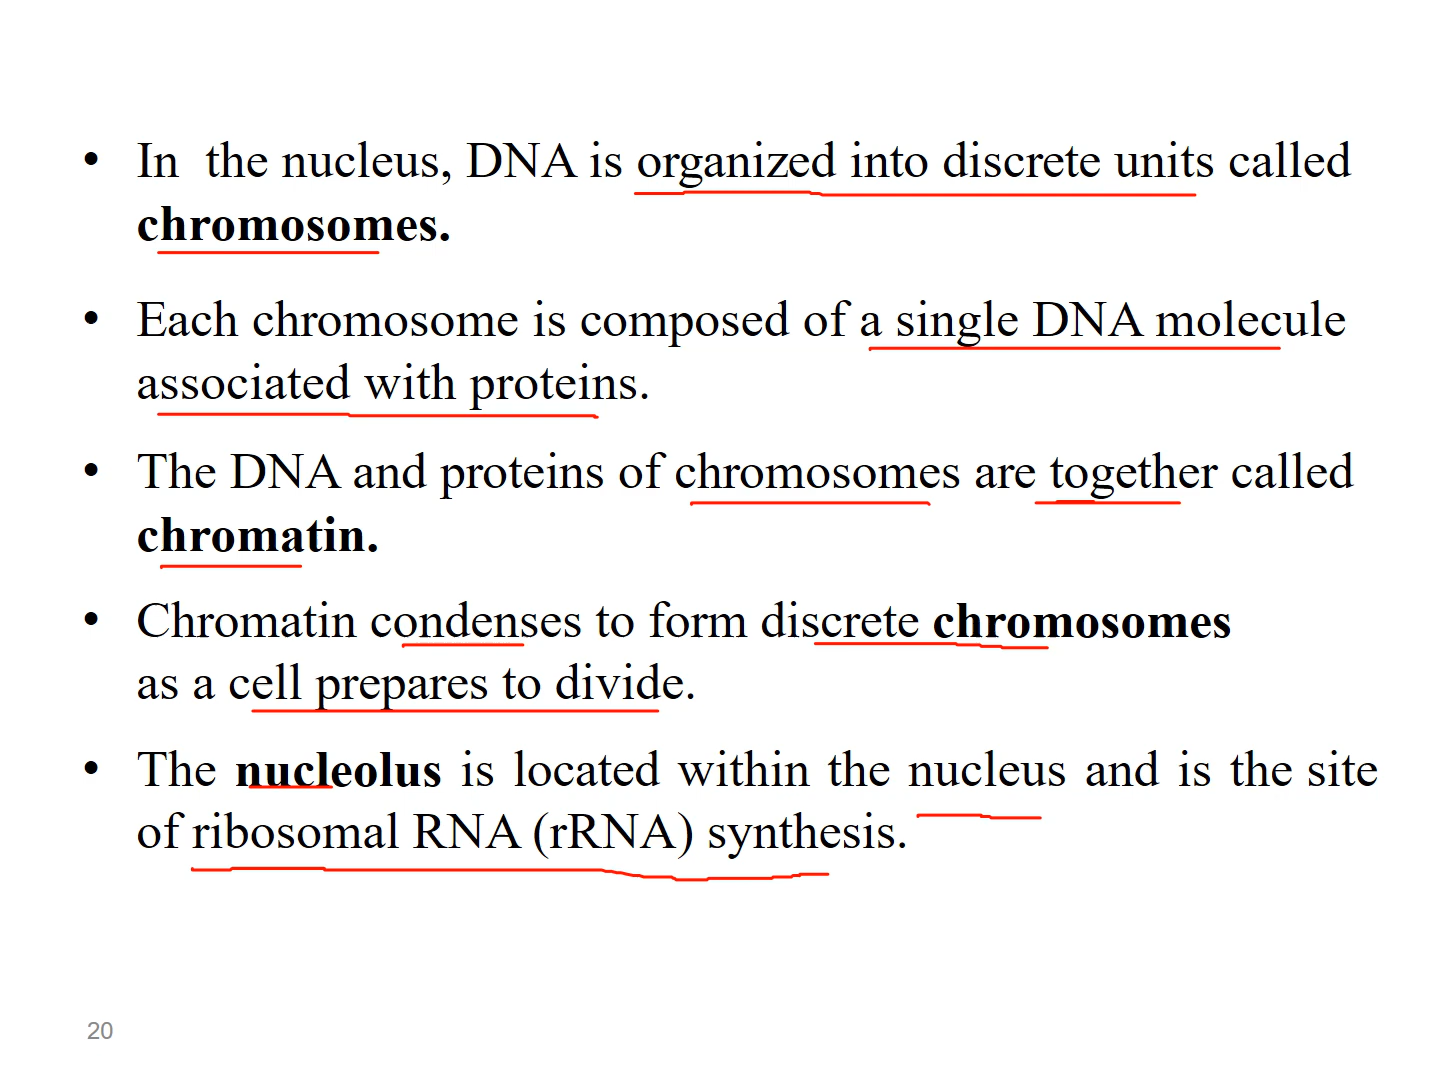 • In the nucleus, DNA is organized into discrete units called
chromosomes.
• Each chromosome is composed of a single DNA molecule
associated with proteins.
• The DNA and proteins of chromosomes are together called
chromatin.
• Chromatin condenses to form discrete chromosomes
as a cell prepares to divide.
• The nucleolus is located within the nucleus and is the site
of ribosomal RNA (rRNA) synthesis.
20